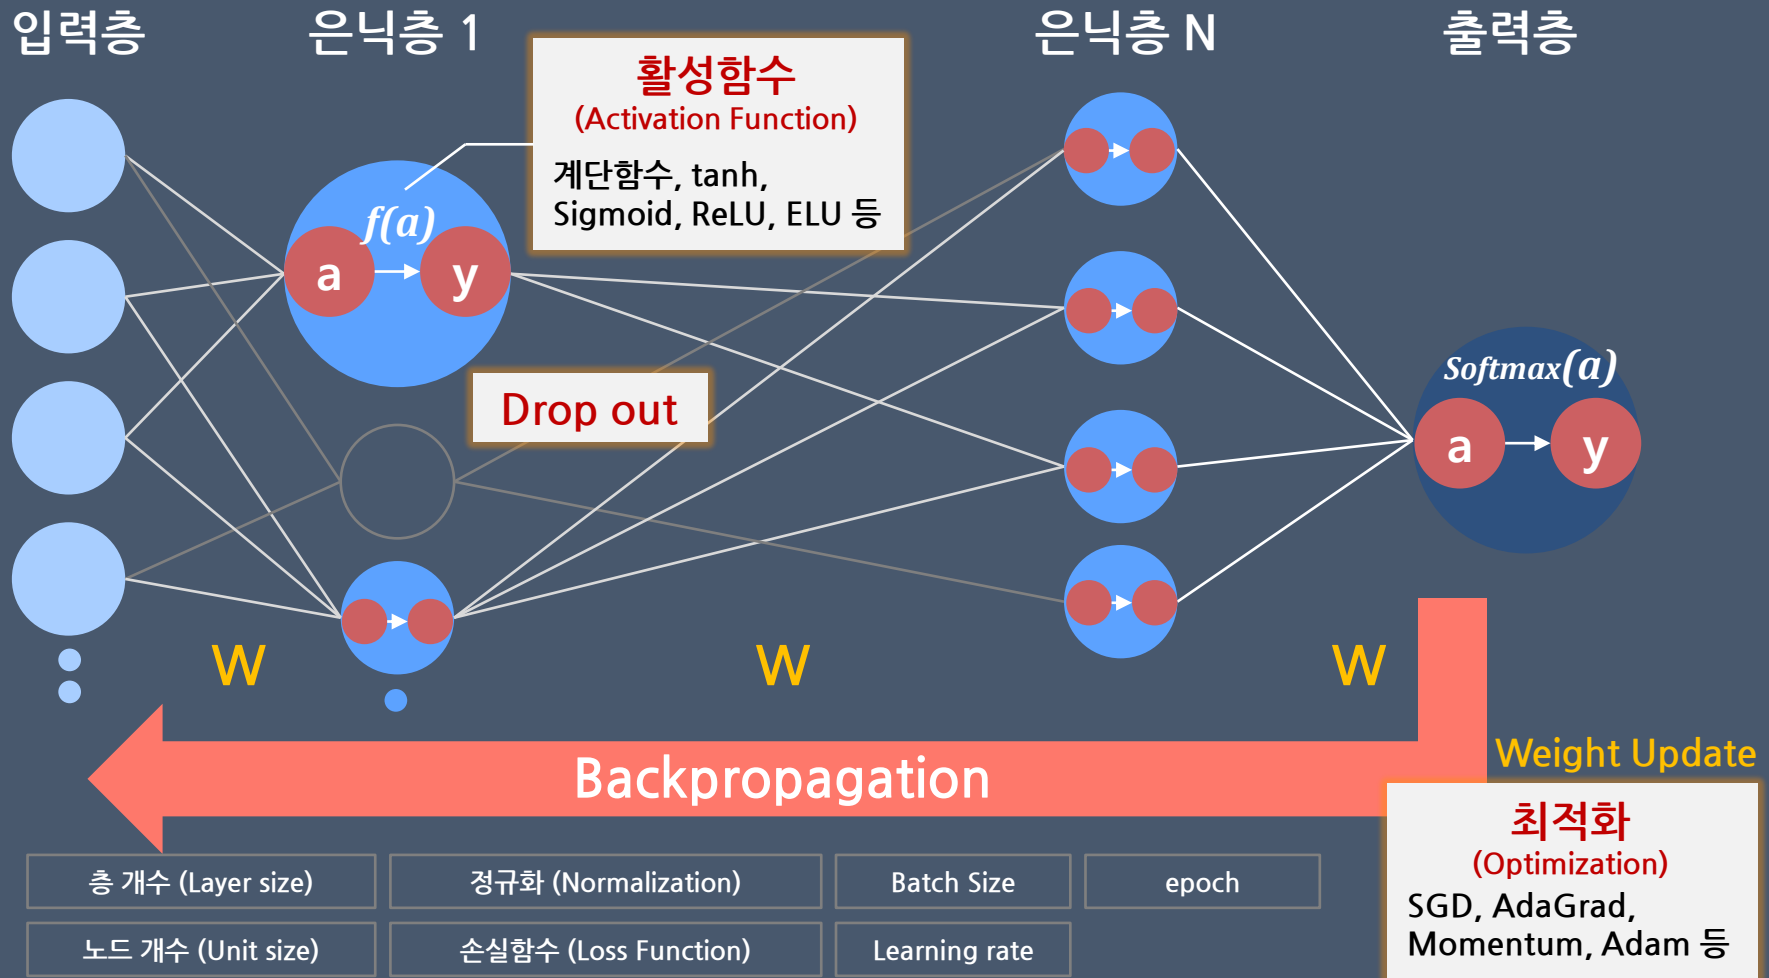 입력층
은닉층 1
은닉층 N
출력층
활성함수
(Activation Function)
계단함수, tanh,
Sigmoid, ReLU, ELU 등
f(a)
a
y
Drop out
Softmax(a)
a
y
W
W
W
Backpropagation
Weight Update
최적화
(Optimization)
SGD, AdaGrad,
Momentum, Adam 등
층 개수 (Layer size)
정규화 (Normalization)
Batch Size
epoch
노드 개수 (Unit size)
손실함수 (Loss Function)
Learning rate